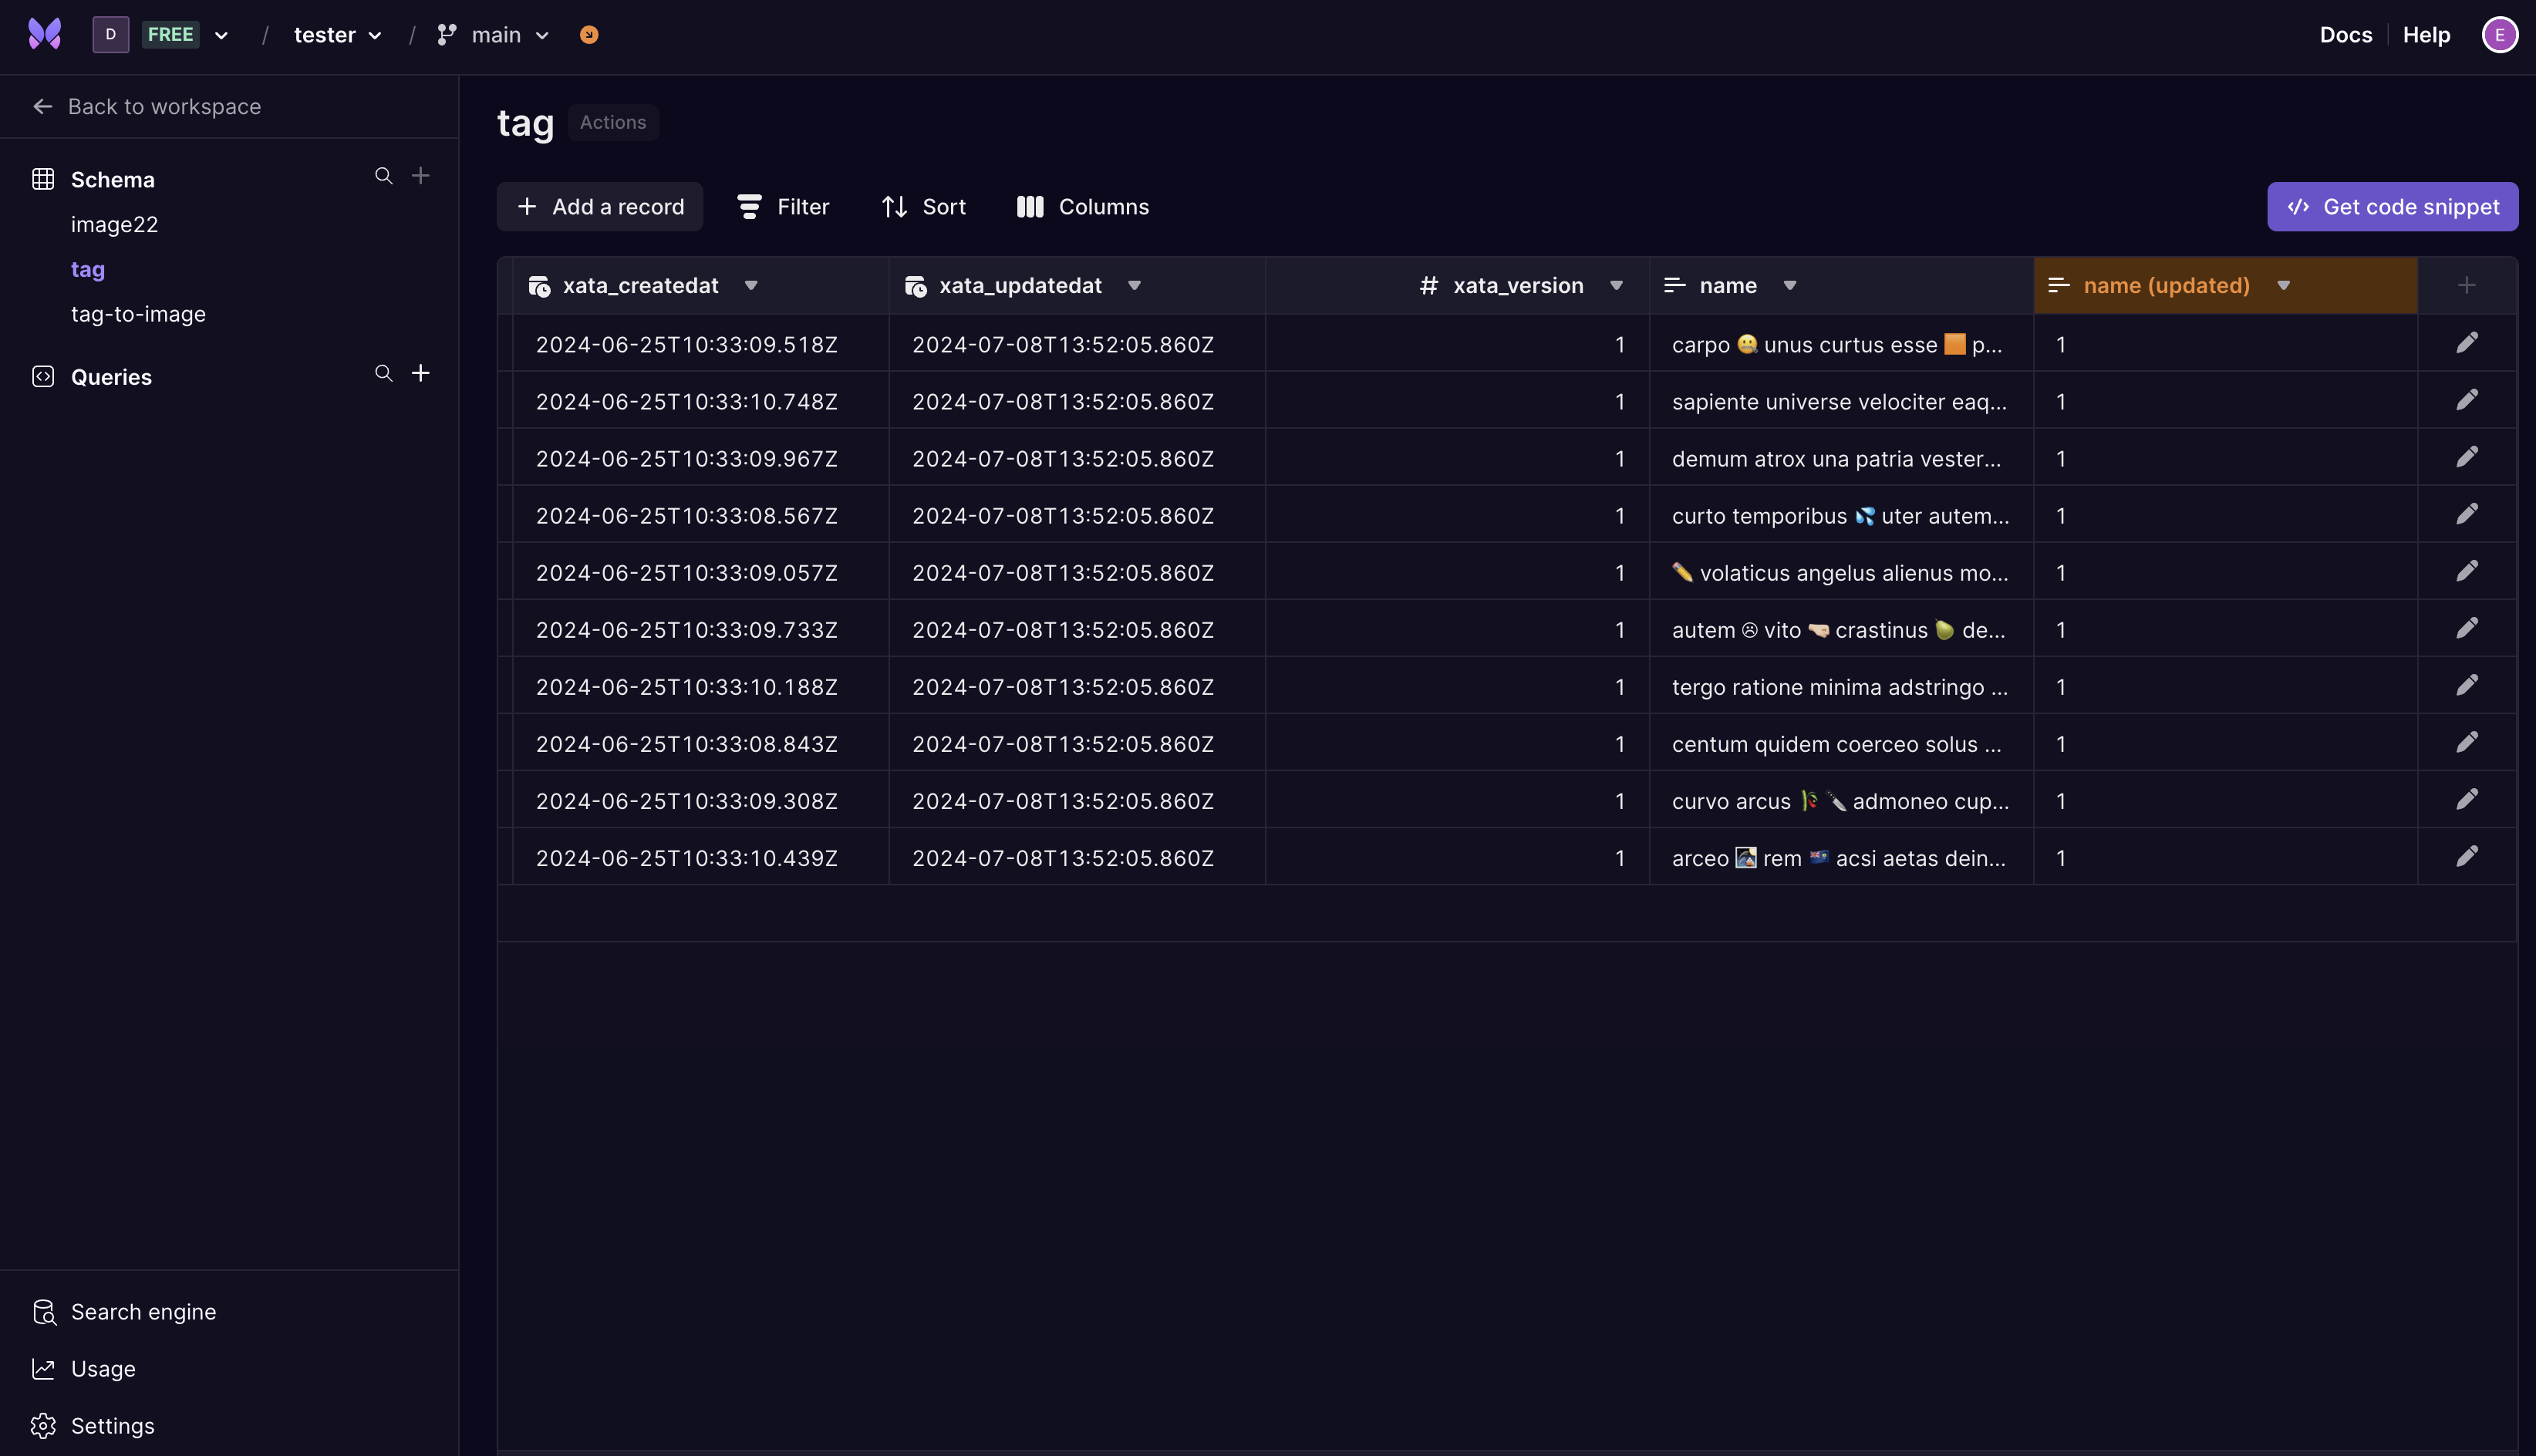 D FREE / tester / main Docs Help E
Back to workspace
Schema
image22
tag
tag-to-image
Queries
Search engine
Usage
Settings
tag Actions
Add a record Filter Sort Columns </> Get code snippet
xata_createdat xata_updatedat # xata_version name name (updated)
2024-06-25T10:33:09.518Z 2024-07-08T13:52:05.860Z 1 carpo 🤐 unus curtus esse 🟧 p... 1
2024-06-25T10:33:10.748Z 2024-07-08T13:52:05.860Z 1 sapiente universe velociter eaq... 1
2024-06-25T10:33:09.967Z 2024-07-08T13:52:05.860Z 1 demum atrox una patria vester... 1
2024-06-25T10:33:08.567Z 2024-07-08T13:52:05.860Z 1 curto temporibus 💦 uter autem... 1
2024-06-25T10:33:09.057Z 2024-07-08T13:52:05.860Z 1 ✏️ volaticus angelus alienus mo... 1
2024-06-25T10:33:09.733Z 2024-07-08T13:52:05.860Z 1 autem ☹ vito 🤜🏻 crastinus 🍐 de... 1
2024-06-25T10:33:10.188Z 2024-07-08T13:52:05.860Z 1 tergo ratione minima adstringo ... 1
2024-06-25T10:33:08.843Z 2024-07-08T13:52:05.860Z 1 centum quidem coerceo solus ... 1
2024-06-25T10:33:09.308Z 2024-07-08T13:52:05.860Z 1 curvo arcus 🥀 🔪 admoneo cup... 1
2024-06-25T10:33:10.439Z 2024-07-08T13:52:05.860Z 1 arceo rem acsi aetas dein... 1